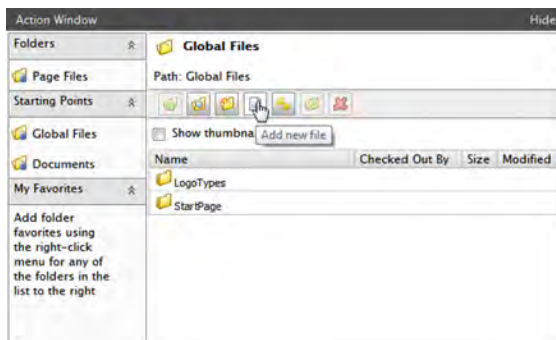 Action Window
Hide
Folders
Page Files
Starting Points
Global Files
Documents
My Favorites
Add folder
favorites using
the right-click
menu for any of
the folders in the
list to the right
Global Files
Path: Global Files
Show thumbna
Add new file
Name Checked Out By Size Modified
LogoTypes
StartPage